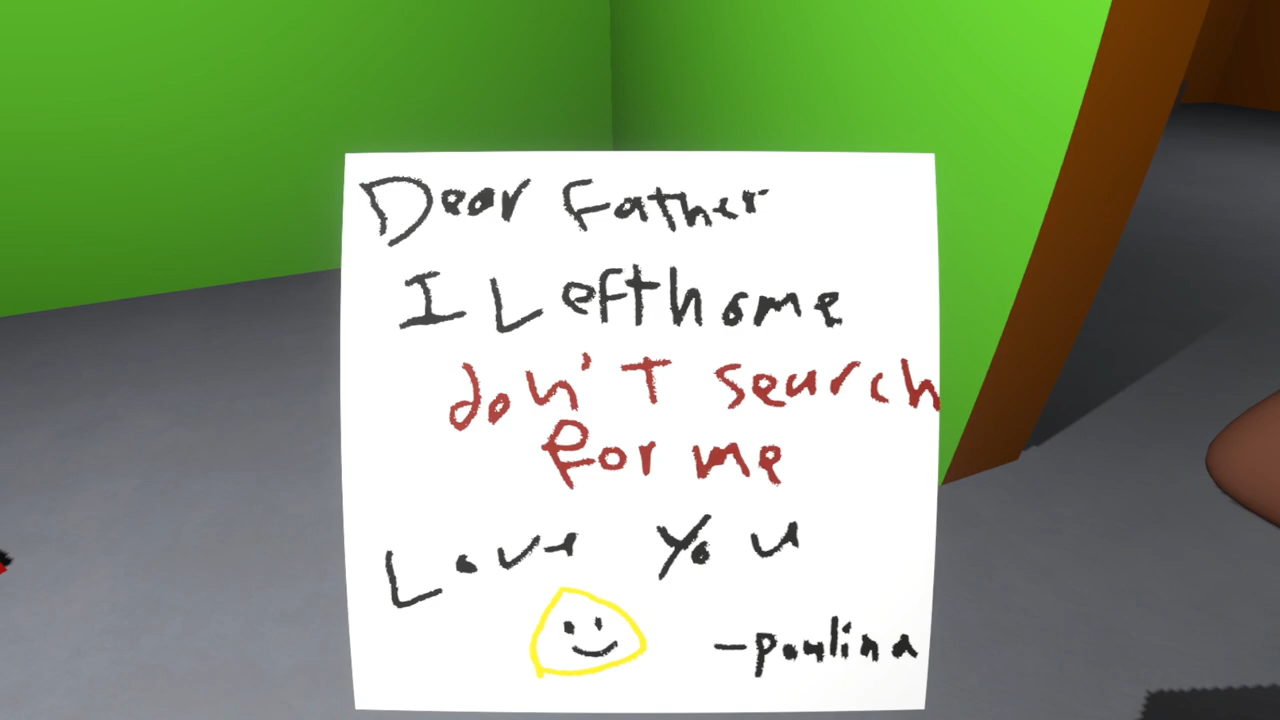 Dear Father
I Left home
don't search
for me
Love You
-paulina